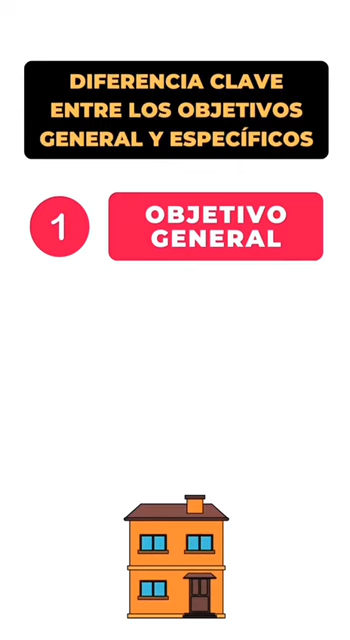 DIFERENCIA CLAVE
ENTRE LOS OBJETIVOS
GENERAL Y ESPECÍFICOS
1
OBJETIVO
GENERAL